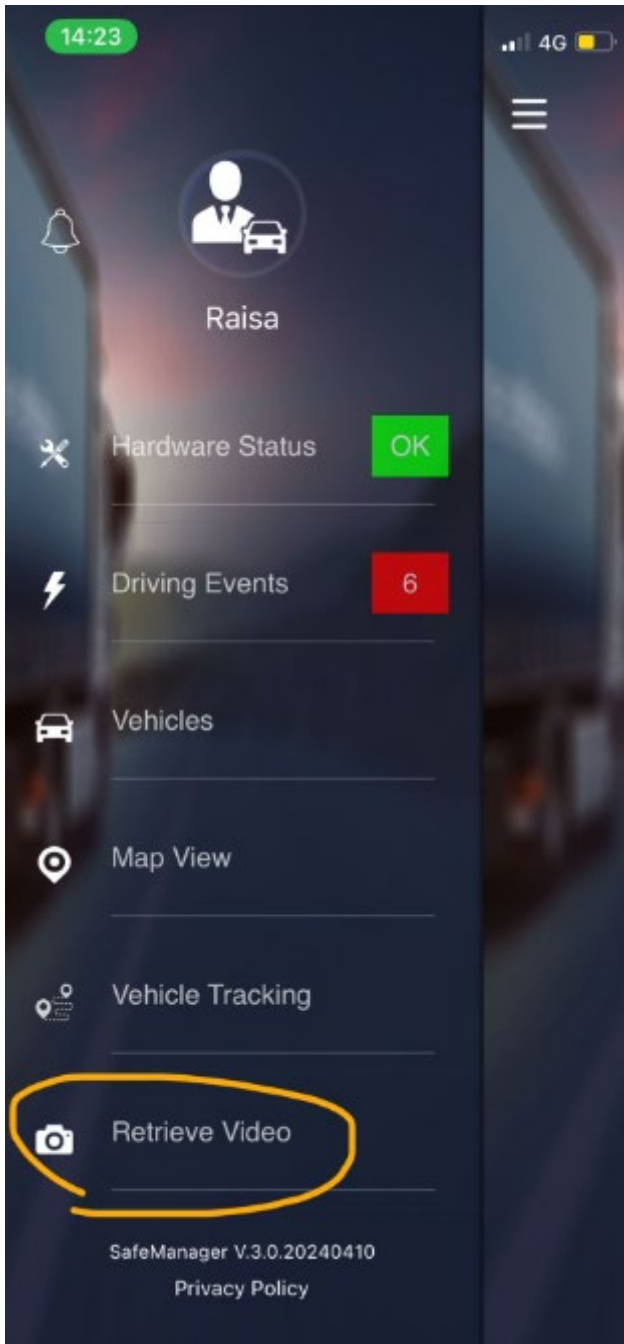 14:23
4G
Raisa
Hardware Status OK
Driving Events 6
Vehicles
Map View
Vehicle Tracking
Retrieve Video
SafeManager V.3.0.20240410
Privacy Policy